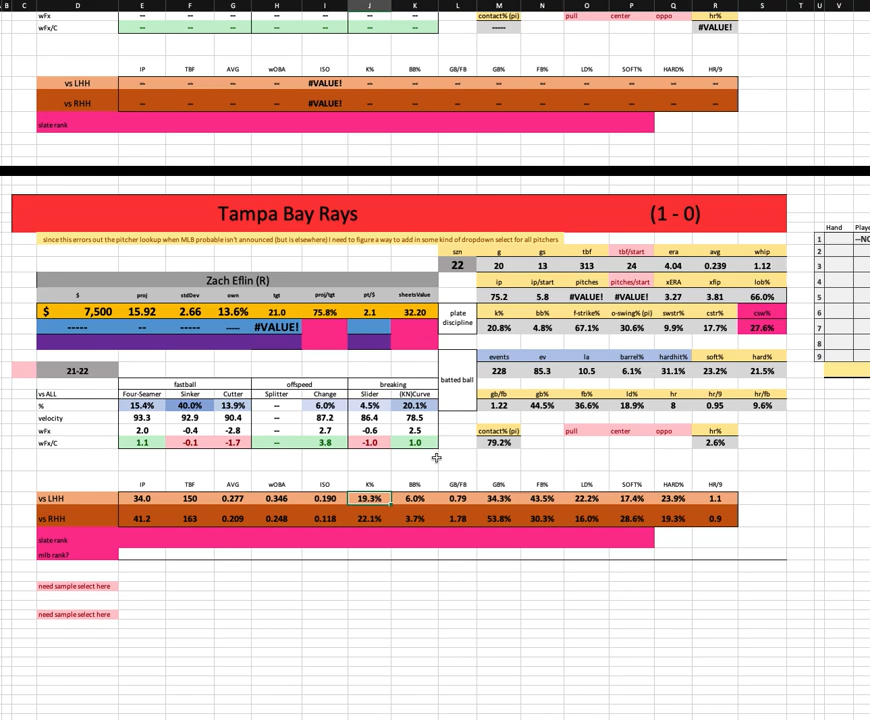 B C D E F G H I J K L M N O P Q R S T U V
wFx -- -- -- -- -- -- -- contact% (pi) pull center oppo hr%
wFx/C -- -- -- -- -- -- -- ----- #VALUE!
IP TBF AVG wOBA ISO K% BB% GB/FB GB% FB% LD% SOFT% HARD% HR/9
vs LHH -- -- -- -- #VALUE! -- -- -- -- -- -- -- -- --
vs RHH -- -- -- -- #VALUE! -- -- -- -- -- -- -- -- --
slate rank
Tampa Bay Rays (1 - 0)
Hand Playe
since this errors out the pitcher lookup when MLB probable isn't announced (but is elsewhere) I need to figure a way to add in some kind of dropdown select for all pitchers
1 --NO
szn g gs tbf tbf/start era avg whip
2
22 20 13 313 24 4.04 0.239 1.12
3
Zach Eflin (R)
ip ip/start pitches pitches/start xERA xfip lob%
4
$ proj stdDev own tgt proj/tgt pt/$ sheetsValue
75.2 5.8 #VALUE! #VALUE! 3.27 3.81 66.0%
5
$ 7,500 15.92 2.66 13.6% 21.0 75.8% 2.1 32.20
plate discipline
k% bb% f-strike% o-swing% (pi) swstr% cstr% csw%
6
----- -- ----- ----- #VALUE!
20.8% 4.8% 67.1% 30.6% 9.9% 17.7% 27.6%
7
8
events ev la barrel% hardhit% soft% hard%
9
21-22
228 85.3 10.5 6.1% 31.1% 23.2% 21.5%
batted ball
fastball offspeed breaking
vs ALL Four-Seamer Sinker Cutter Splitter Change Slider (KN)Curve
gb/fb gb% fb% ld% hr hr/9 hr/fb
% 15.4% 40.0% 13.9% -- 6.0% 4.5% 20.1%
1.22 44.5% 36.6% 18.9% 8 0.95 9.6%
velocity 93.3 92.9 90.4 -- 87.2 86.4 78.5
wFx 2.0 -0.4 -2.8 -- 2.7 -0.6 2.5
contact% (pi) pull center oppo hr%
wFx/C 1.1 -0.1 -1.7 -- 3.8 -1.0 1.0
79.2% 2.6%
IP TBF AVG wOBA ISO K% BB% GB/FB GB% FB% LD% SOFT% HARD% HR/9
vs LHH 34.0 150 0.277 0.346 0.190 19.3% 6.0% 0.79 34.3% 43.5% 22.2% 17.4% 23.9% 1.1
vs RHH 41.2 163 0.209 0.248 0.118 22.1% 3.7% 1.78 53.8% 30.3% 16.0% 28.6% 19.3% 0.9
slate rank
mlb rank?
need sample select here
need sample select here